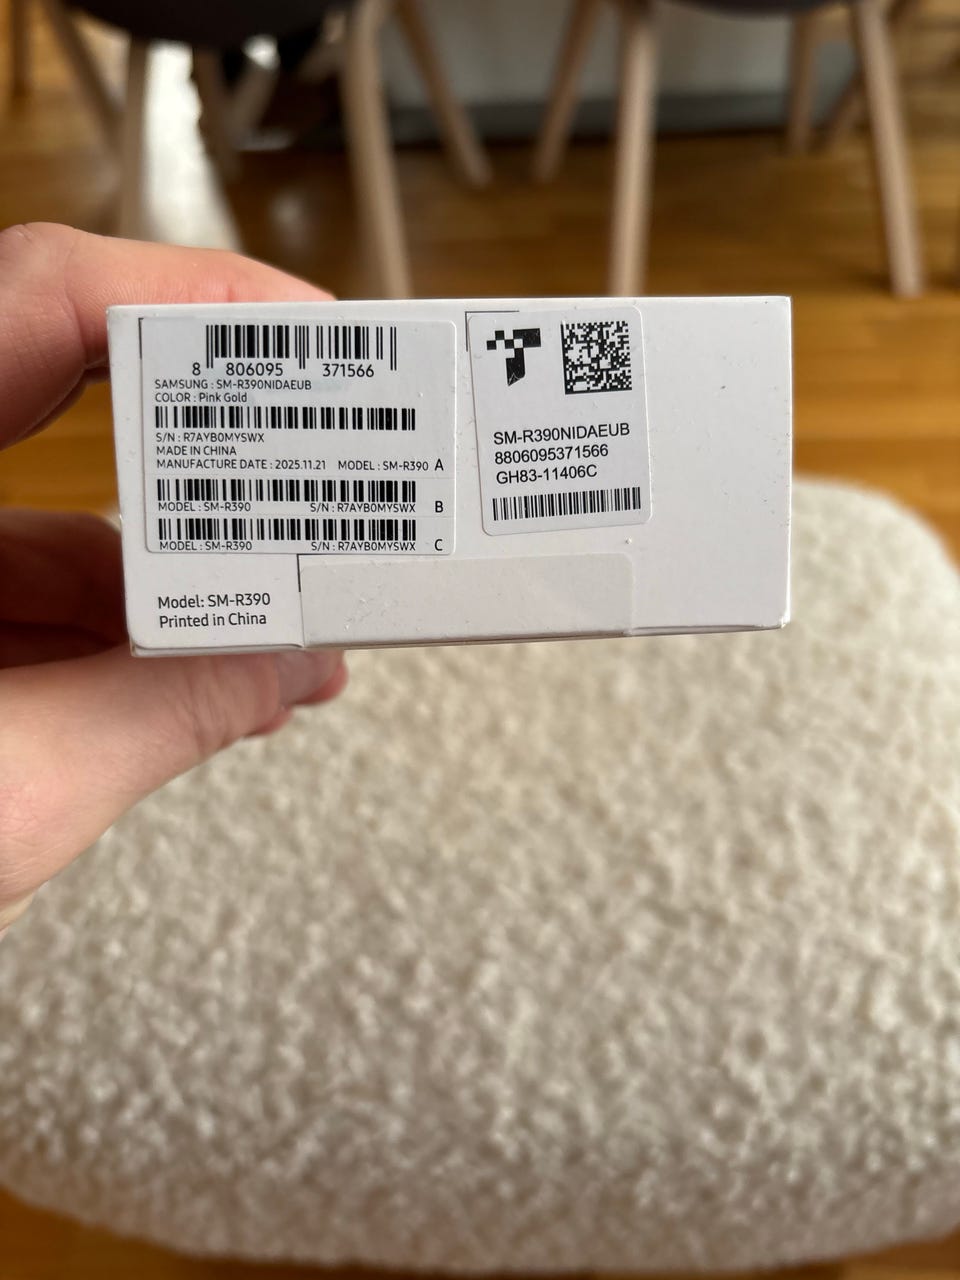 8 806095 371566
SAMSUNG : SM-R390NIDAEUB
COLOR : Pink Gold
S/N : R7AYB0MYSWX
MADE IN CHINA
MANUFACTURE DATE : 2025.11.21 MODEL : SM-R390 A
MODEL : SM-R390 S/N : R7AYB0MYSWX B
MODEL : SM-R390 S/N : R7AYB0MYSWX C
Model: SM-R390
Printed in China
SM-R390NIDAEUB
8806095371566
GH83-11406C